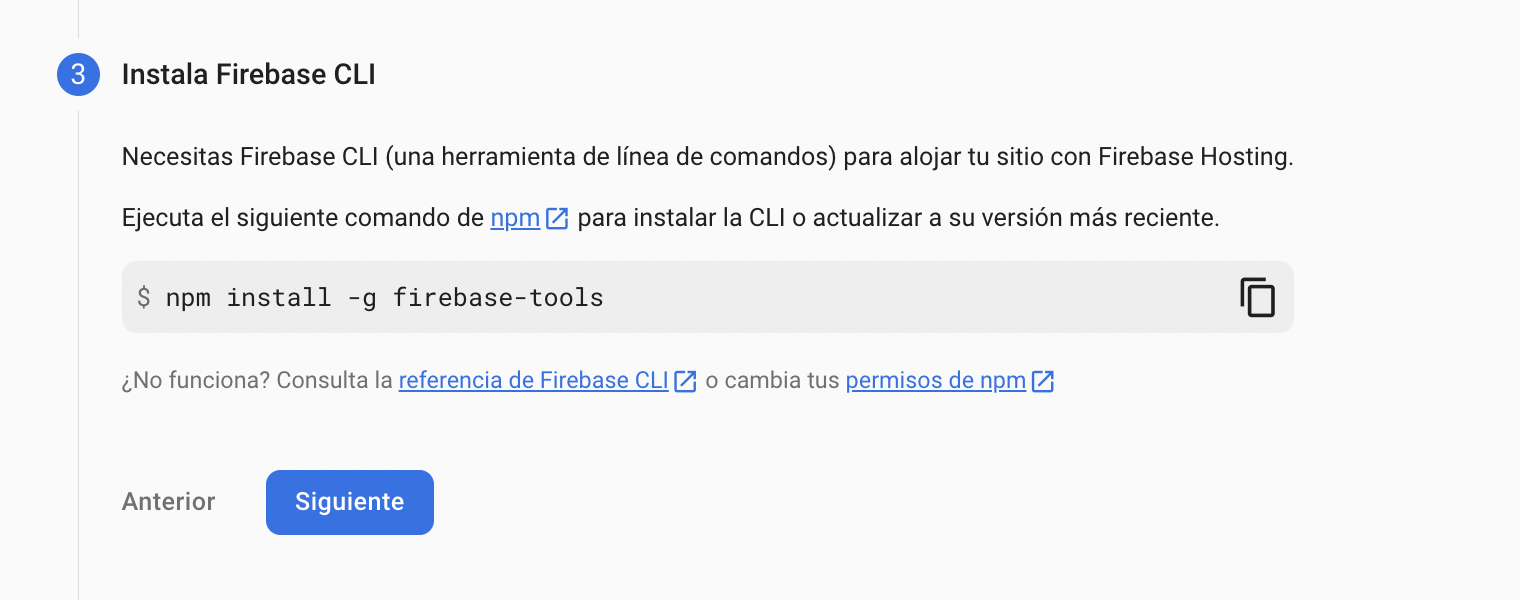 3 Instala Firebase CLI
Necesitas Firebase CLI (una herramienta de línea de comandos) para alojar tu sitio con Firebase Hosting.
Ejecuta el siguiente comando de npm para instalar la CLI o actualizar a su versión más reciente.
$ npm install -g firebase-tools
¿No funciona? Consulta la referencia de Firebase CLI o cambia tus permisos de npm
Anterior Siguiente